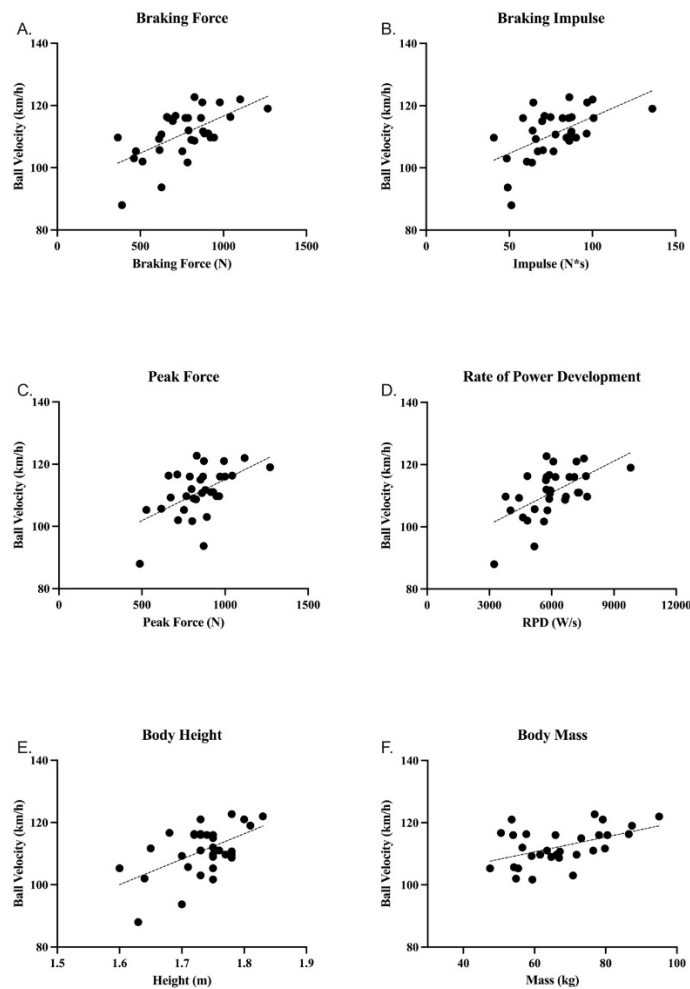 A.
Braking Force
140
120
100
80
Ball Velocity (km/h)
0
500
1000
1500
Braking Force (N)
B.
Braking Impulse
140
120
100
80
Ball Velocity (km/h)
0
50
100
150
Impulse (N*s)
C.
Peak Force
140
120
100
80
Ball Velocity (km/h)
0
500
1000
1500
Peak Force (N)
D.
Rate of Power Development
140
120
100
80
Ball Velocity (km/h)
0
3000
6000
9000
12000
RPD (W/s)
E.
Body Height
140
120
100
80
Ball Velocity (km/h)
1.5
1.6
1.7
1.8
1.9
Height (m)
F.
Body Mass
140
120
100
80
Ball Velocity (km/h)
40
60
80
100
Mass (kg)